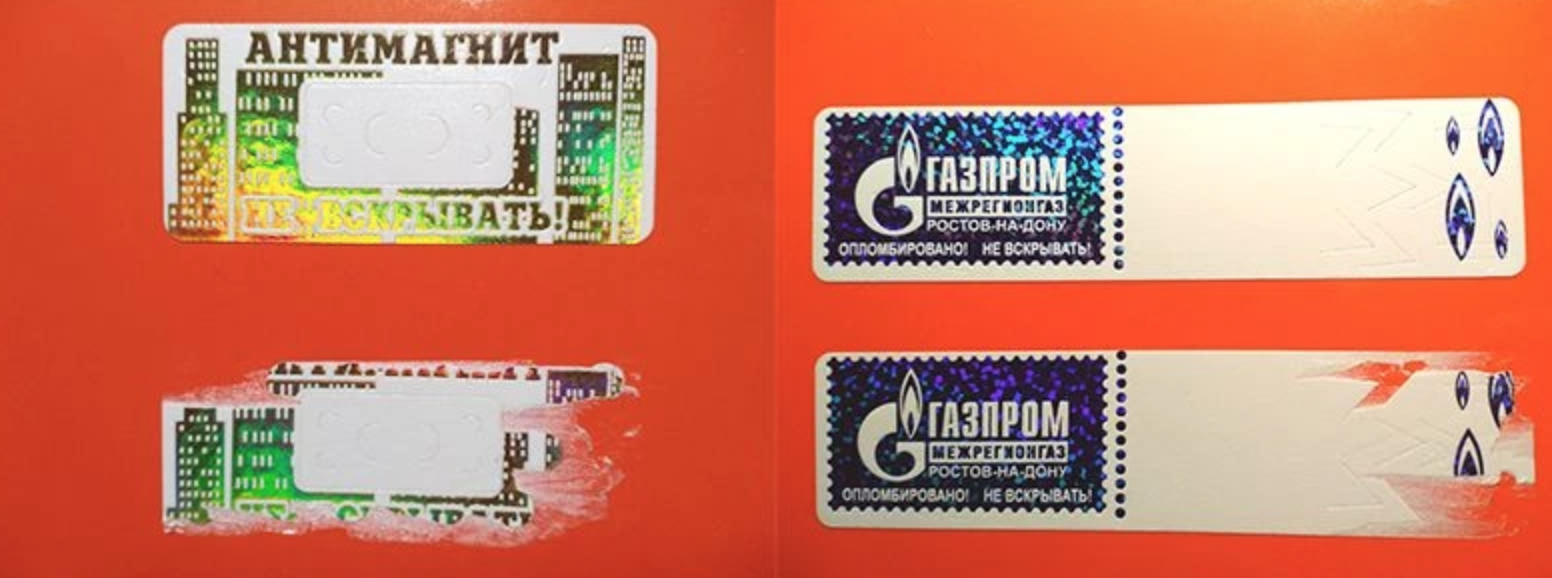 АНТИМАГНИТ
НЕ ВСКРЫВАТЬ!
ГАЗПРОМ
МЕЖРЕГИОНГАЗ
РОСТОВ-НА-ДОНУ
ОПЛОМБИРОВАНО! НЕ ВСКРЫВАТЬ!
ГАЗПРОМ
МЕЖРЕГИОНГАЗ
РОСТОВ-НА-ДОНУ
ОПЛОМБИРОВАНО! НЕ ВСКРЫВАТЬ!